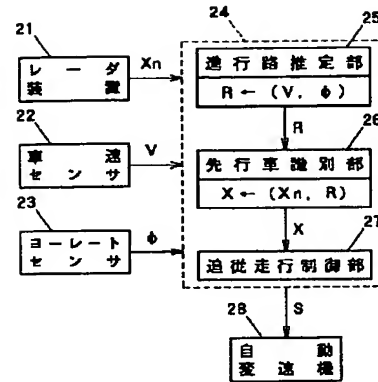 21
レーダ
装置
Xn
22
車速
センサ
V
23
ヨーレート
センサ
φ
24
25
進行路推定部
R ← (V, φ)
R
26
先行車識別部
X ← (Xn, R)
X
27
追従走行制御部
S
28
自動
変速機